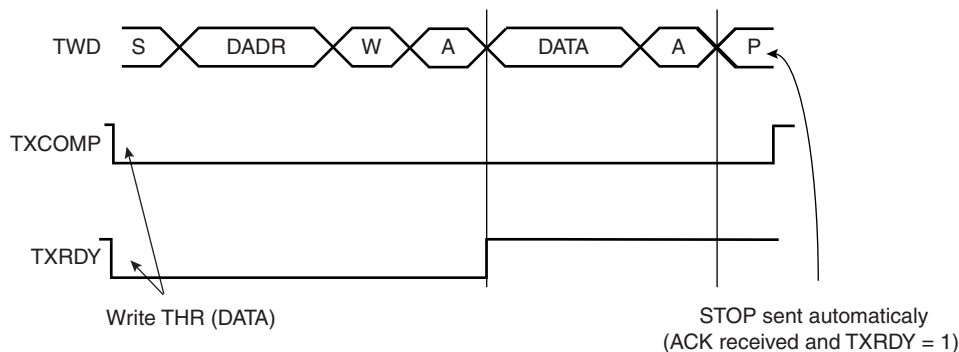 TWD S DADR W A DATA A P
TXCOMP
TXRDY
Write THR (DATA)
STOP sent automaticaly
(ACK received and TXRDY = 1)